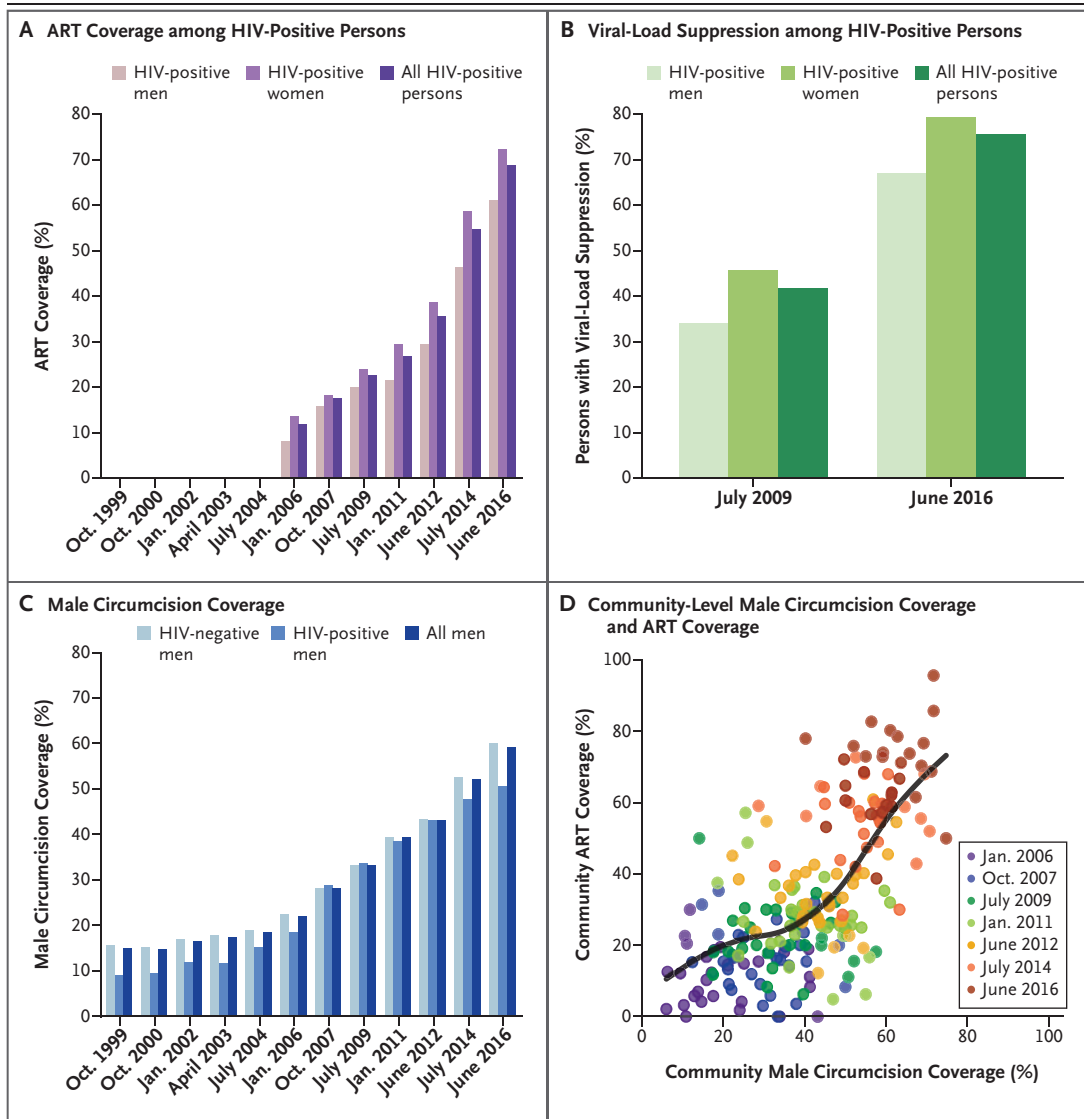 A ART Coverage among HIV-Positive Persons
HIV-positive men
HIV-positive women
All HIV-positive persons
ART Coverage (%)
80
70
60
50
40
30
20
10
0
Oct. 1999
Oct. 2000
Jan. 2002
April 2003
July 2004
Jan. 2006
Oct. 2007
July 2009
Jan. 2011
June 2012
July 2014
June 2016
B Viral-Load Suppression among HIV-Positive Persons
HIV-positive men
HIV-positive women
All HIV-positive persons
Persons with Viral-Load Suppression (%)
80
70
60
50
40
30
20
10
0
July 2009
June 2016
C Male Circumcision Coverage
HIV-negative men
HIV-positive men
All men
Male Circumcision Coverage (%)
80
70
60
50
40
30
20
10
0
Oct. 1999
Oct. 2000
Jan. 2002
April 2003
July 2004
Jan. 2006
Oct. 2007
July 2009
Jan. 2011
June 2012
July 2014
June 2016
D Community-Level Male Circumcision Coverage
and ART Coverage
Community ART Coverage (%)
100
80
60
40
20
0
Jan. 2006
Oct. 2007
July 2009
Jan. 2011
June 2012
July 2014
June 2016
0 20 40 60 80 100
Community Male Circumcision Coverage (%)